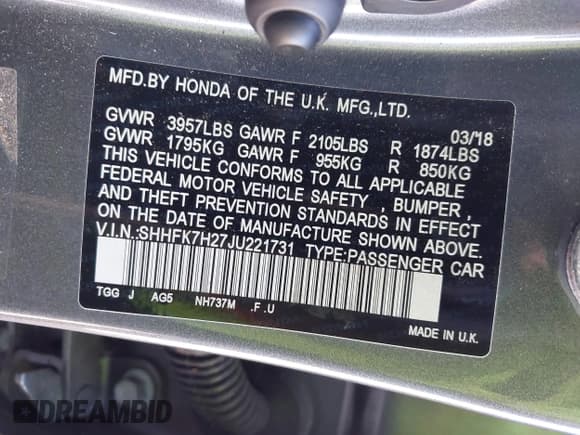 MFD.BY HONDA OF THE U.K. MFG.,LTD.
03/18
GVWR 3957LBS GAWR F 2105LBS R 1874LBS
GVWR 1795KG GAWR F 955KG R 850KG
THIS VEHICLE CONFORMS TO ALL APPLICABLE
FEDERAL MOTOR VEHICLE SAFETY , BUMPER ,
AND THEFT PREVENTION STANDARDS IN EFFECT
ON THE DATE OF MANUFACTURE SHOWN ABOVE.
V.I.N.:SHHFK7H27JU221731 TYPE:PASSENGER CAR
TGG J AG5 NH737M .F .U
MADE IN U.K.
DREAMBID